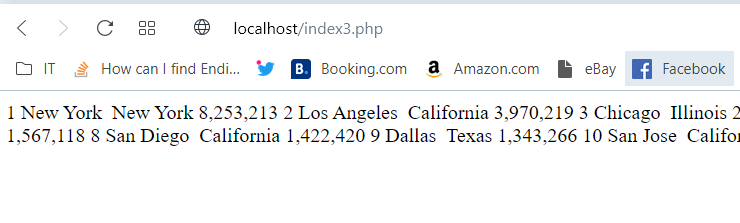 localhost/index3.php
IT How can I find Endi... B. Booking.com a Amazon.com eBay f Facebook
1 New York New York 8,253,213 2 Los Angeles California 3,970,219 3 Chicago Illinois 2
1,567,118 8 San Diego California 1,422,420 9 Dallas Texas 1,343,266 10 San Jose